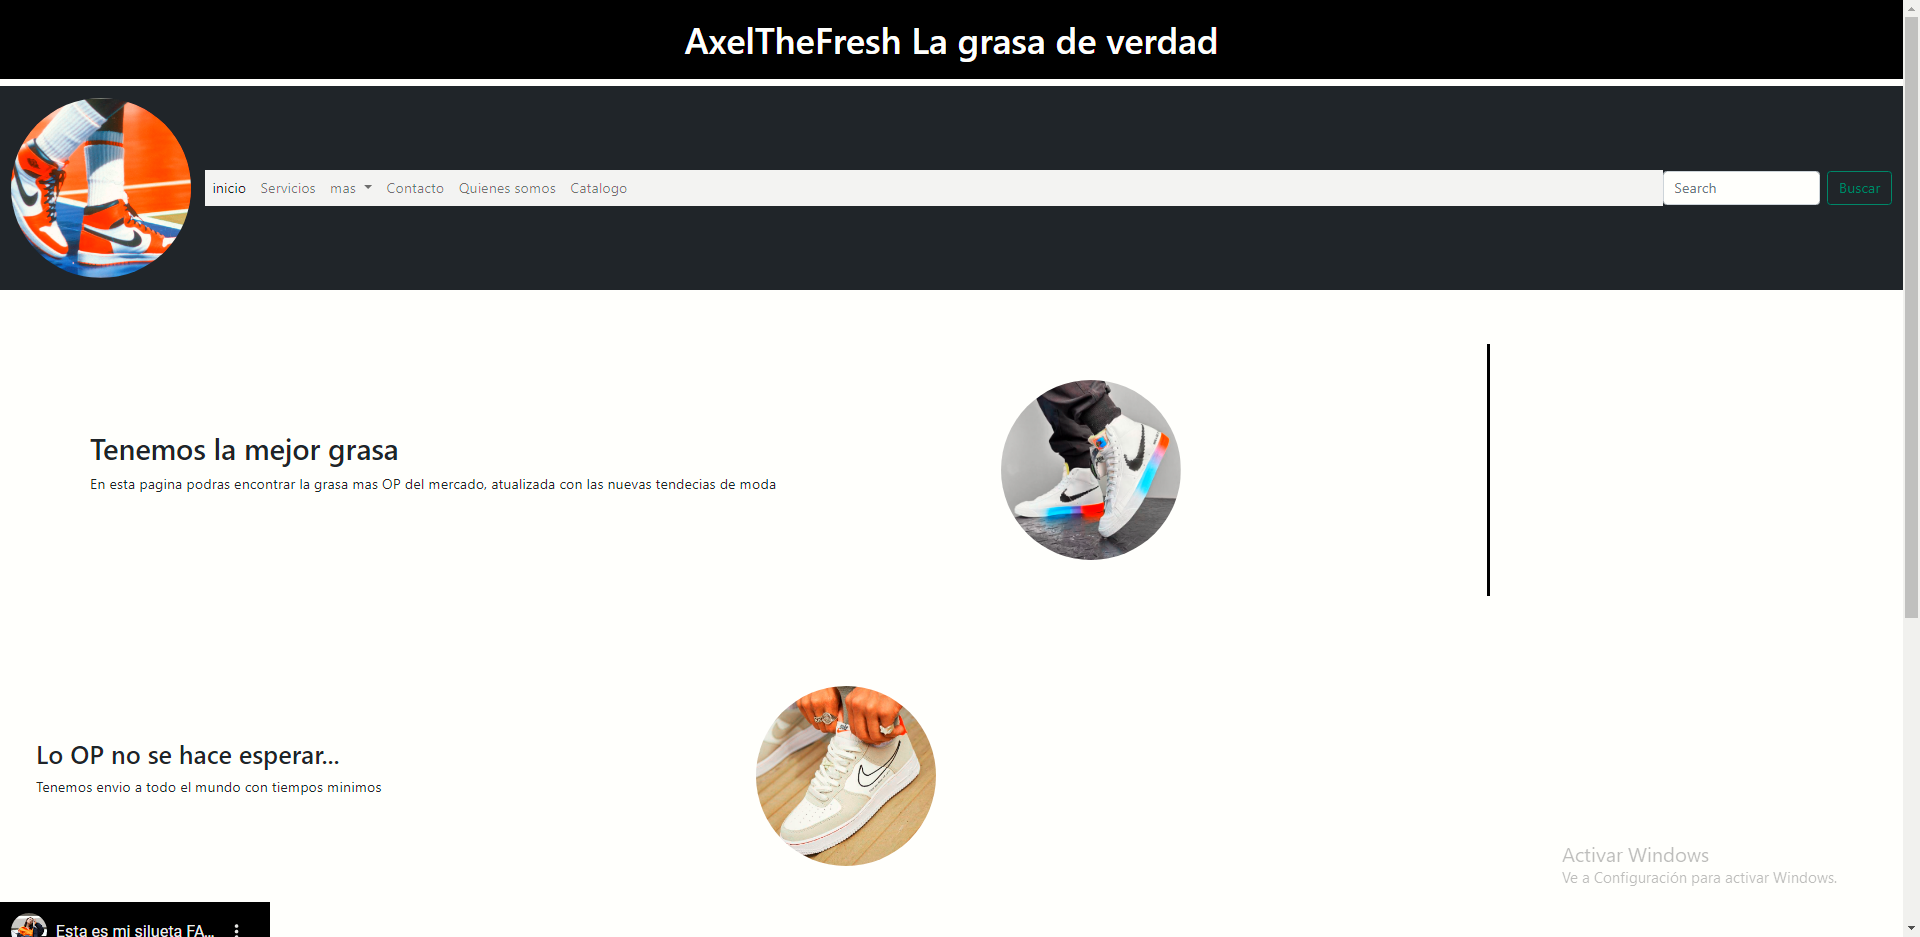 AxelTheFresh La grasa de verdad
inicio Servicios mas Contacto Quienes somos Catalogo Search Buscar
Tenemos la mejor grasa
En esta pagina podras encontrar la grasa mas OP del mercado, atualizada con las nuevas tendecias de moda
Lo OP no se hace esperar...
Tenemos envio a todo el mundo con tiempos minimos
Activar Windows
Ve a Configuración para activar Windows.
Esta es mi silueta FA...